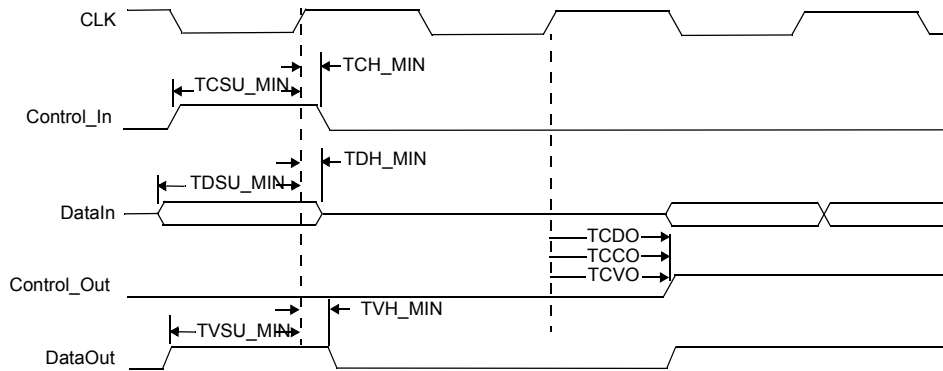 CLK
TCH_MIN
TCSU_MIN
Control_In
TDH_MIN
TDSU_MIN
DataIn
TCDO
TCCO
TCVO
Control_Out
TVH_MIN
TVSU_MIN
DataOut